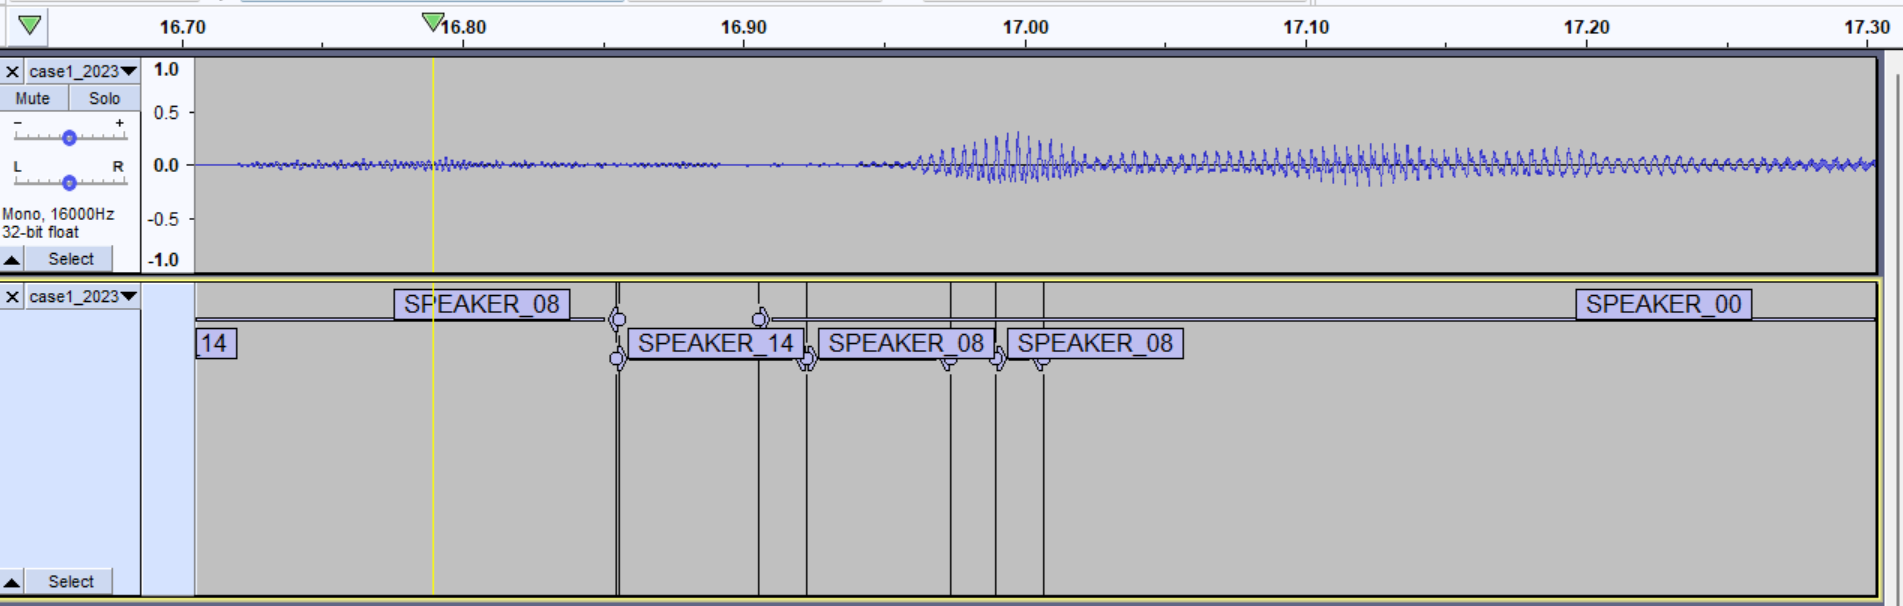 16.70 16.80 16.90 17.00 17.10 17.20 17.30
case1_2023
Mute Solo
- +
L R
Mono, 16000Hz
32-bit float
Select
1.0
0.5
0.0
-0.5
-1.0
case1_2023
SPEAKER_08 SPEAKER_00
_14 SPEAKER_14 SPEAKER_08 SPEAKER_08
Select